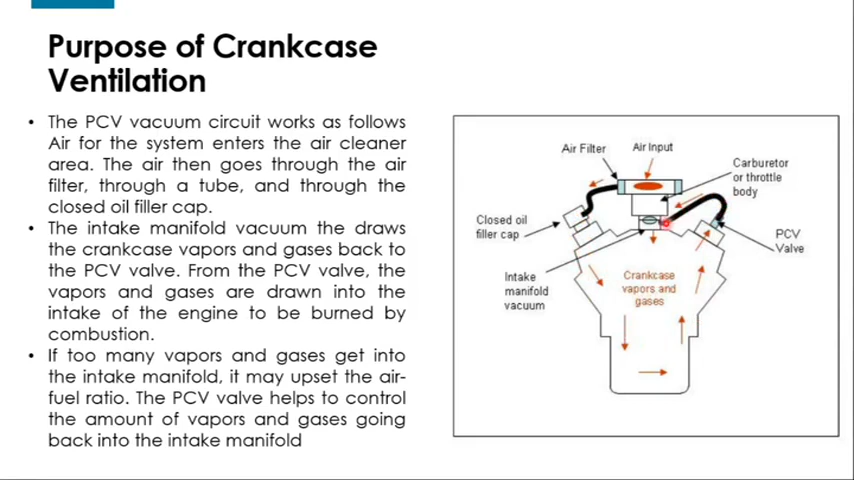 Purpose of Crankcase
Ventilation
• The PCV vacuum circuit works as follows
Air for the system enters the air cleaner
area. The air then goes through the air
filter, through a tube, and through the
closed oil filler cap.
• The intake manifold vacuum the draws
the crankcase vapors and gases back to
the PCV valve. From the PCV valve, the
vapors and gases are drawn into the
intake of the engine to be burned by
combustion.
• If too many vapors and gases get into
the intake manifold, it may upset the air-
fuel ratio. The PCV valve helps to control
the amount of vapors and gases going
back into the intake manifold
Air Filter
Air Input
Carburetor
or throttle
body
Closed oil
filler cap
PCV
Valve
Intake
manifold
vacuum
Crankcase
vapors and
gases